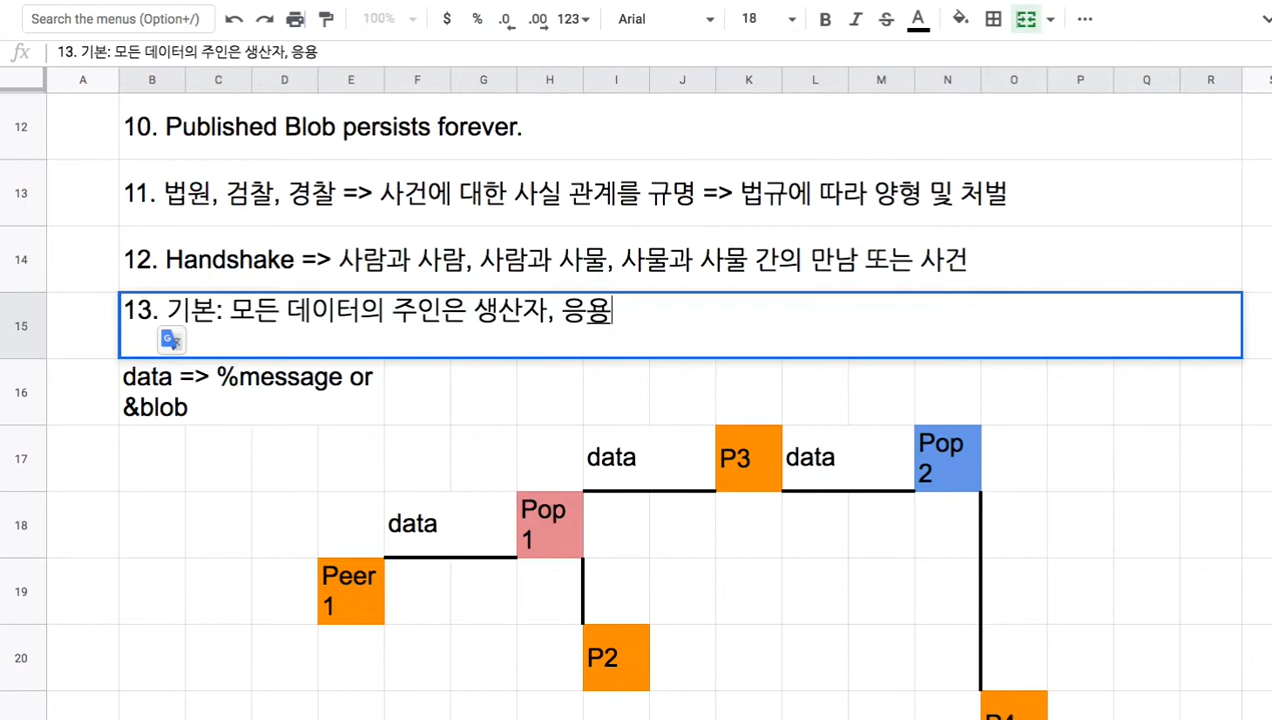 Search the menus (Option+/)
100%
$ % .0 .00 123
Arial
18
B I S A
fx 13. 기본: 모든 데이터의 주인은 생산자, 응용
A B C D E F G H I J K L M N O P Q R
12 10. Published Blob persists forever.
13 11. 법원, 검찰, 경찰 => 사건에 대한 사실 관계를 규명 => 법규에 따라 양형 및 처벌
14 12. Handshake => 사람과 사람, 사람과 사물, 사물과 사물 간의 만남 또는 사건
15 13. 기본: 모든 데이터의 주인은 생산자, 응용
16 data => %message or
&blob
17 data P3 data Pop
2
18 data Pop
1
19 Peer
1
20 P2